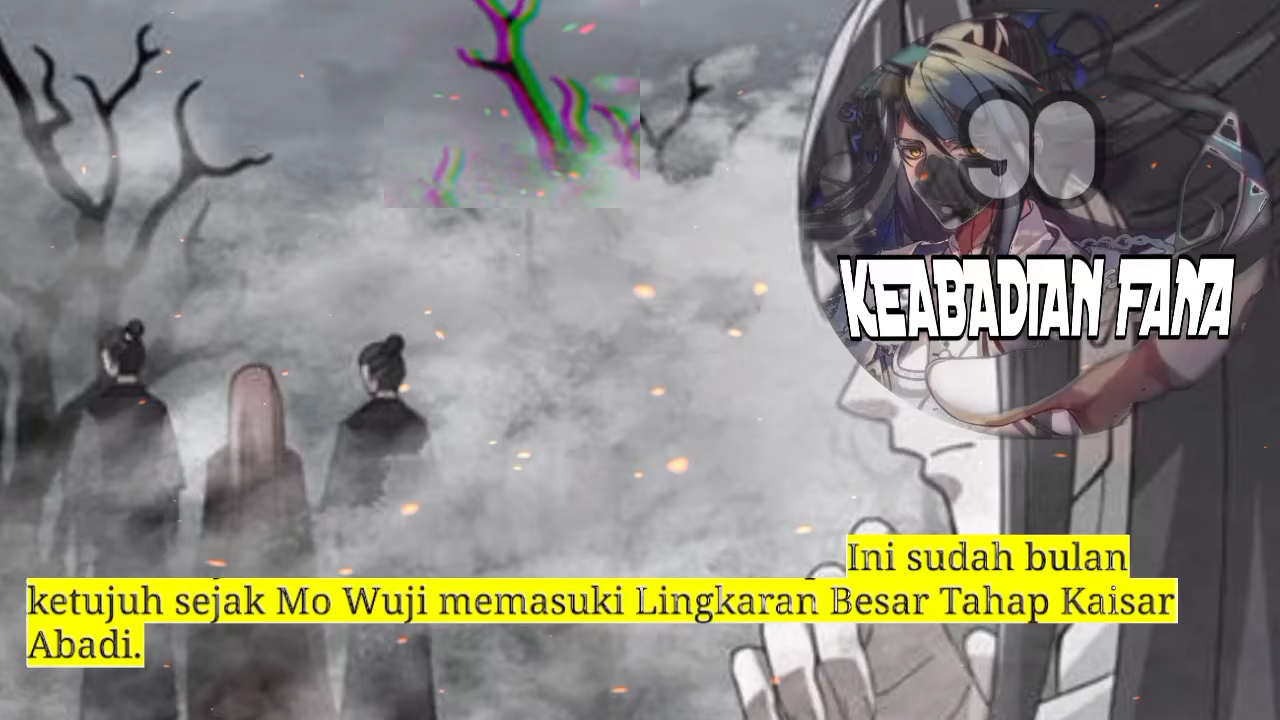 90
KEABADIAN FANA
Ini sudah bulan
ketujuh sejak Mo Wuji memasuki Lingkaran Besar Tahap Kaisar
Abadi.